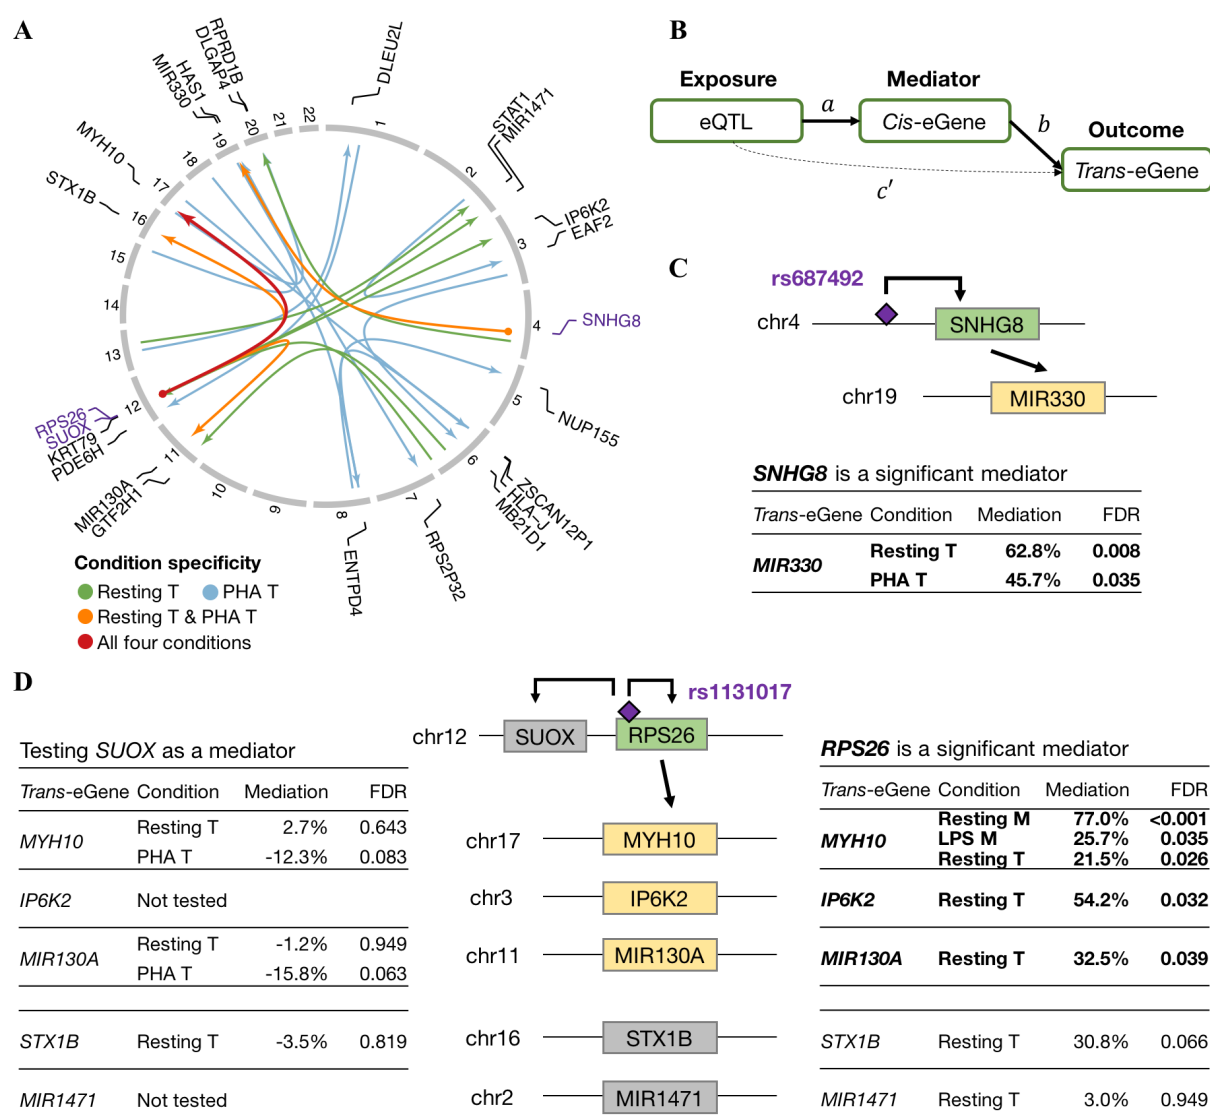 A
RPRD1B
DLGAP4
HAS1
MIR330
MYH10
STX1B
DLEU2L
STAT1
MIR1471
IP6K2
EAF2
SNHG8
NUP155
ZSCAN12P1
HLA-J
MB21D1
RPS2P32
ENTPD4
MIR130A
GTF2H1
RPS26
SUOX
KRT79
PDE6H
1
2
3
4
5
6
7
8
9
10
11
12
13
14
15
16
17
18
19
20
21
22
Condition specificity
Resting T PHA T
Resting T & PHA T
All four conditions
B
Exposure Mediator
eQTL a Cis-eGene b
Outcome
Trans-eGene
c′
C
rs687492
chr4 SNHG8
chr19 MIR330
SNHG8 is a significant mediator
Trans-eGene Condition Mediation FDR
MIR330 Resting T 62.8% 0.008
PHA T 45.7% 0.035
D
Testing SUOX as a mediator
Trans-eGene Condition Mediation FDR
MYH10 Resting T 2.7% 0.643
PHA T -12.3% 0.083
IP6K2 Not tested
MIR130A Resting T -1.2% 0.949
PHA T -15.8% 0.063
STX1B Resting T -3.5% 0.819
MIR1471 Not tested
rs1131017
chr12 SUOX RPS26
chr17 MYH10
chr3 IP6K2
chr11 MIR130A
chr16 STX1B
chr2 MIR1471
RPS26 is a significant mediator
Trans-eGene Condition Mediation FDR
Resting M 77.0% <0.001
MYH10 LPS M 25.7% 0.035
Resting T 21.5% 0.026
IP6K2 Resting T 54.2% 0.032
MIR130A Resting T 32.5% 0.039
STX1B Resting T 30.8% 0.066
MIR1471 Resting T 3.0% 0.949